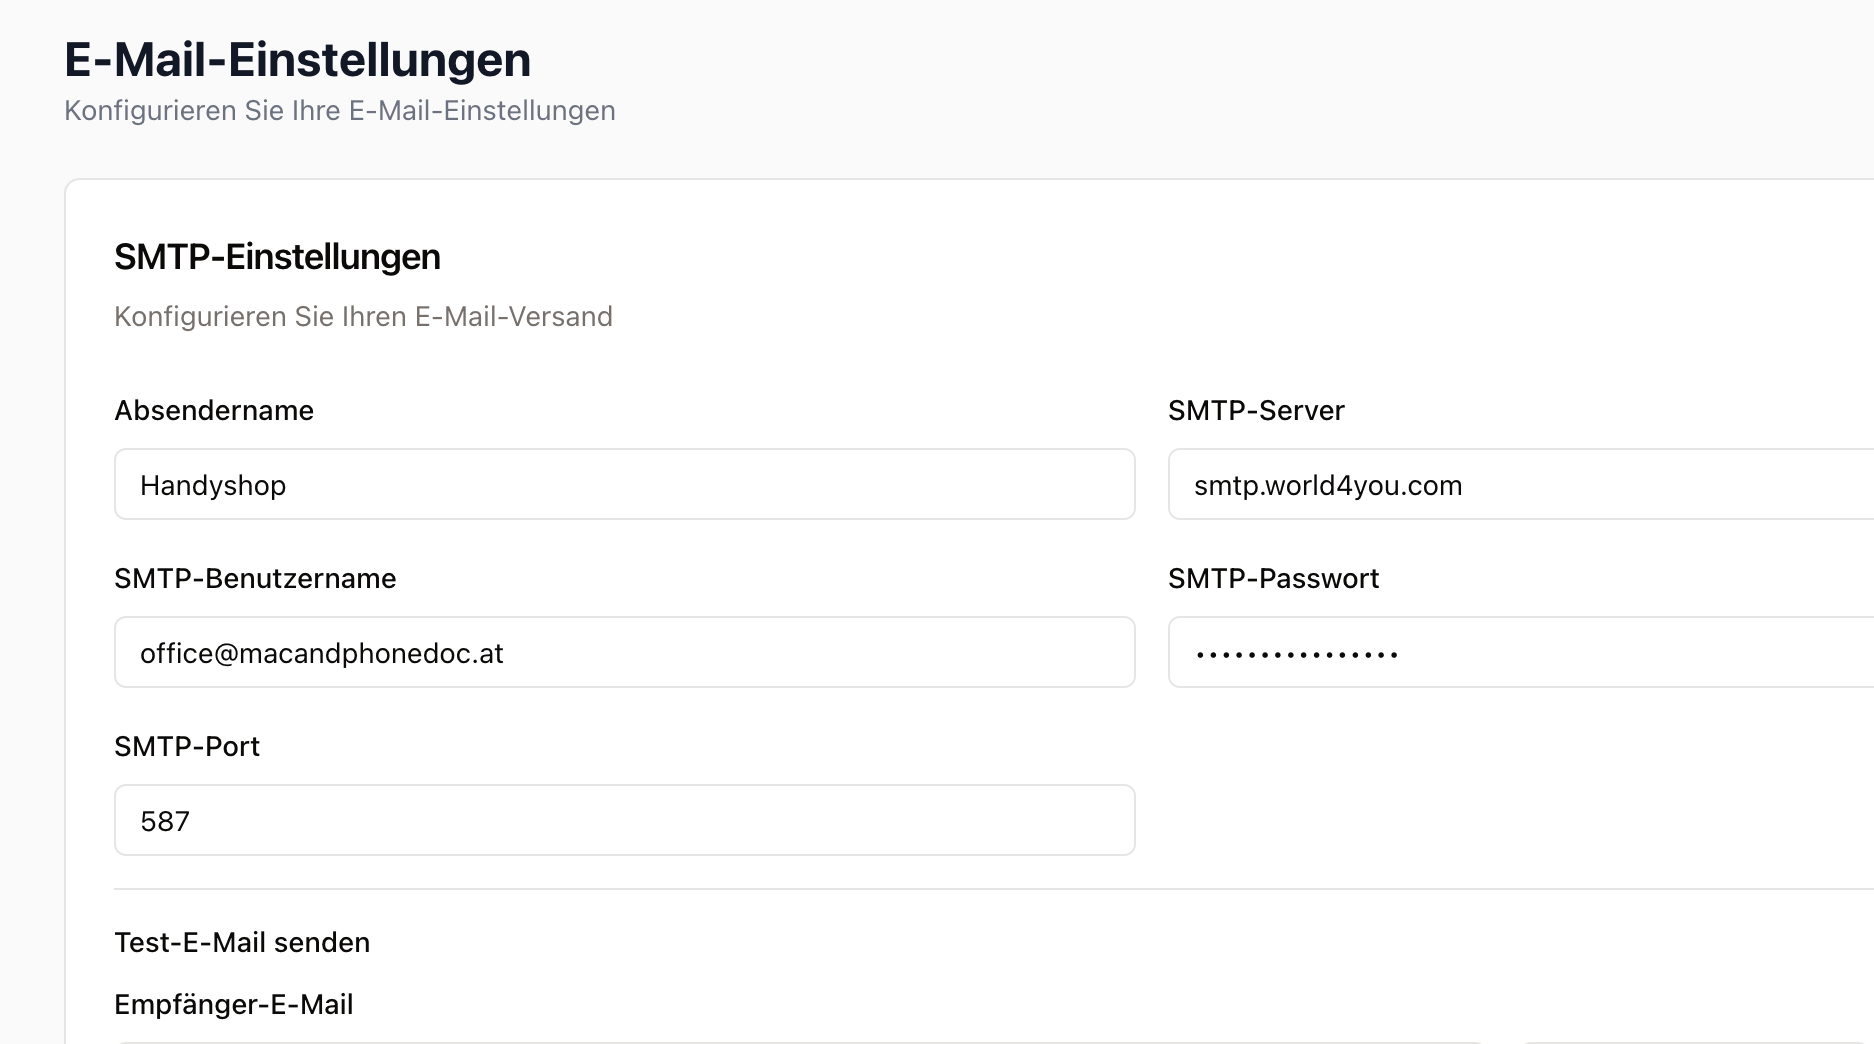 E-Mail-Einstellungen
Konfigurieren Sie Ihre E-Mail-Einstellungen
SMTP-Einstellungen
Konfigurieren Sie Ihren E-Mail-Versand
Absendername
SMTP-Server
Handyshop
smtp.world4you.com
SMTP-Benutzername
SMTP-Passwort
office@macandphonedoc.at
••••••••••••••••
SMTP-Port
587
Test-E-Mail senden
Empfänger-E-Mail